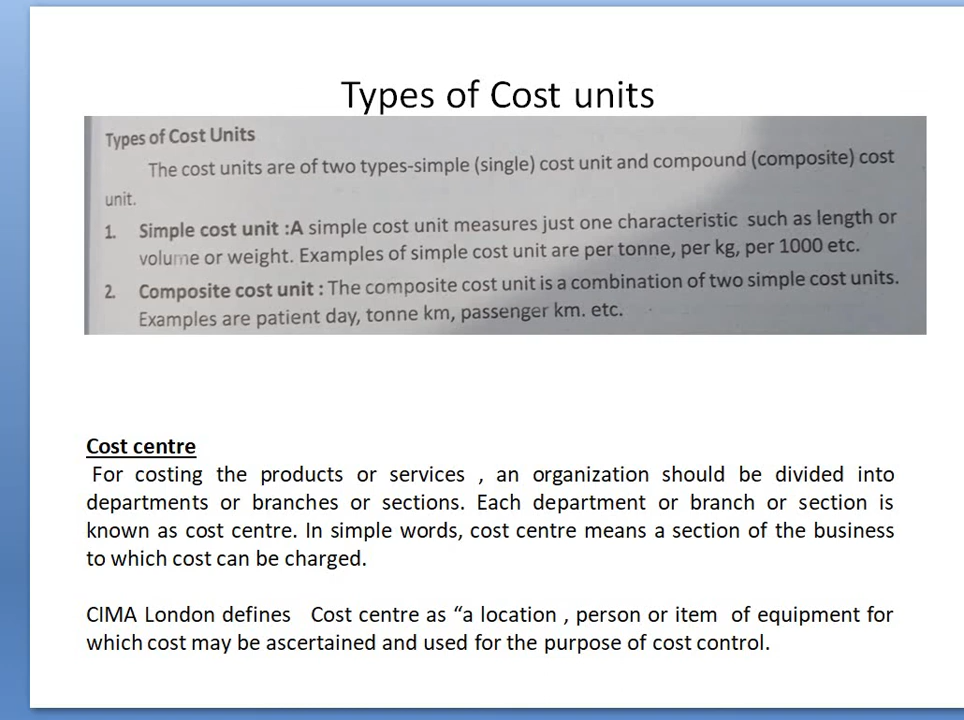 Types of Cost units
Types of Cost Units
The cost units are of two types-simple (single) cost unit and compound (composite) cost
unit.
1. Simple cost unit :A simple cost unit measures just one characteristic such as length or
volume or weight. Examples of simple cost unit are per tonne, per kg, per 1000 etc.
2. Composite cost unit : The composite cost unit is a combination of two simple cost units.
Examples are patient day, tonne km, passenger km. etc.
Cost centre
For costing the products or services , an organization should be divided into
departments or branches or sections. Each department or branch or section is
known as cost centre. In simple words, cost centre means a section of the business
to which cost can be charged.
CIMA London defines Cost centre as “a location , person or item of equipment for
which cost may be ascertained and used for the purpose of cost control.